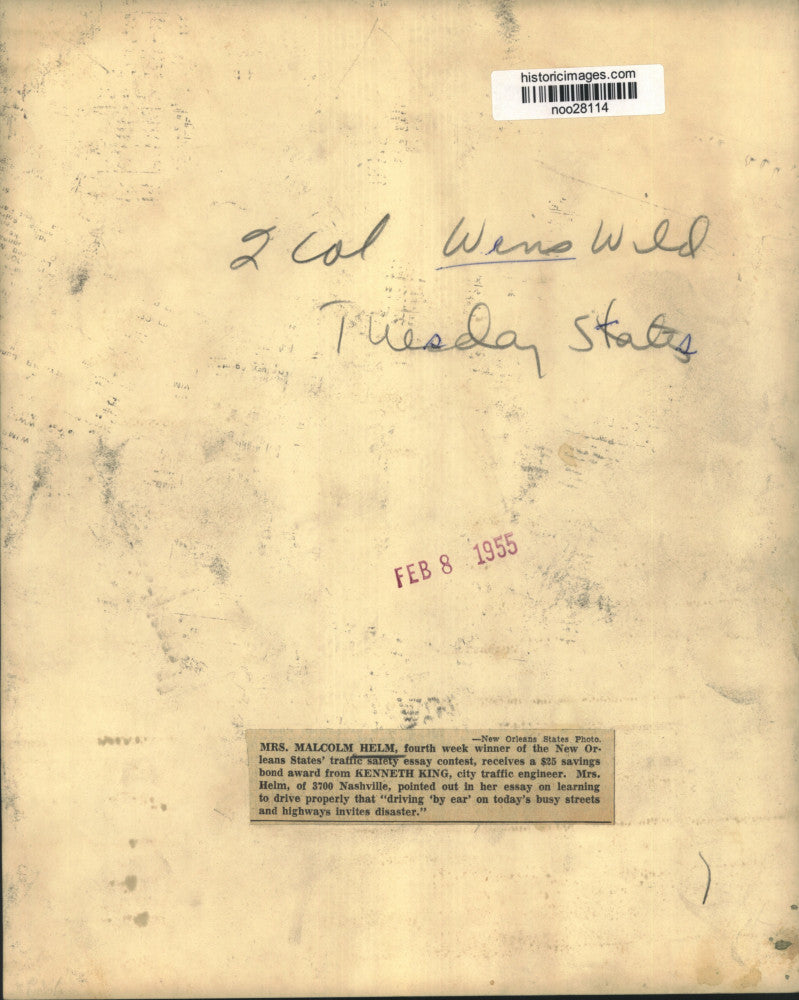 historicimages.com
noo28114
2 Col Wins Wild
Tuesday States
FEB 8 1955
—New Orleans States Photo.
MRS. MALCOLM HELM, fourth week winner of the New Or-
leans States' traffic safety essay contest, receives a $25 savings
bond award from KENNETH KING, city traffic engineer. Mrs.
Helm, of 3700 Nashville, pointed out in her essay on learning
to drive properly that "driving 'by ear' on today's busy streets
and highways invites disaster."